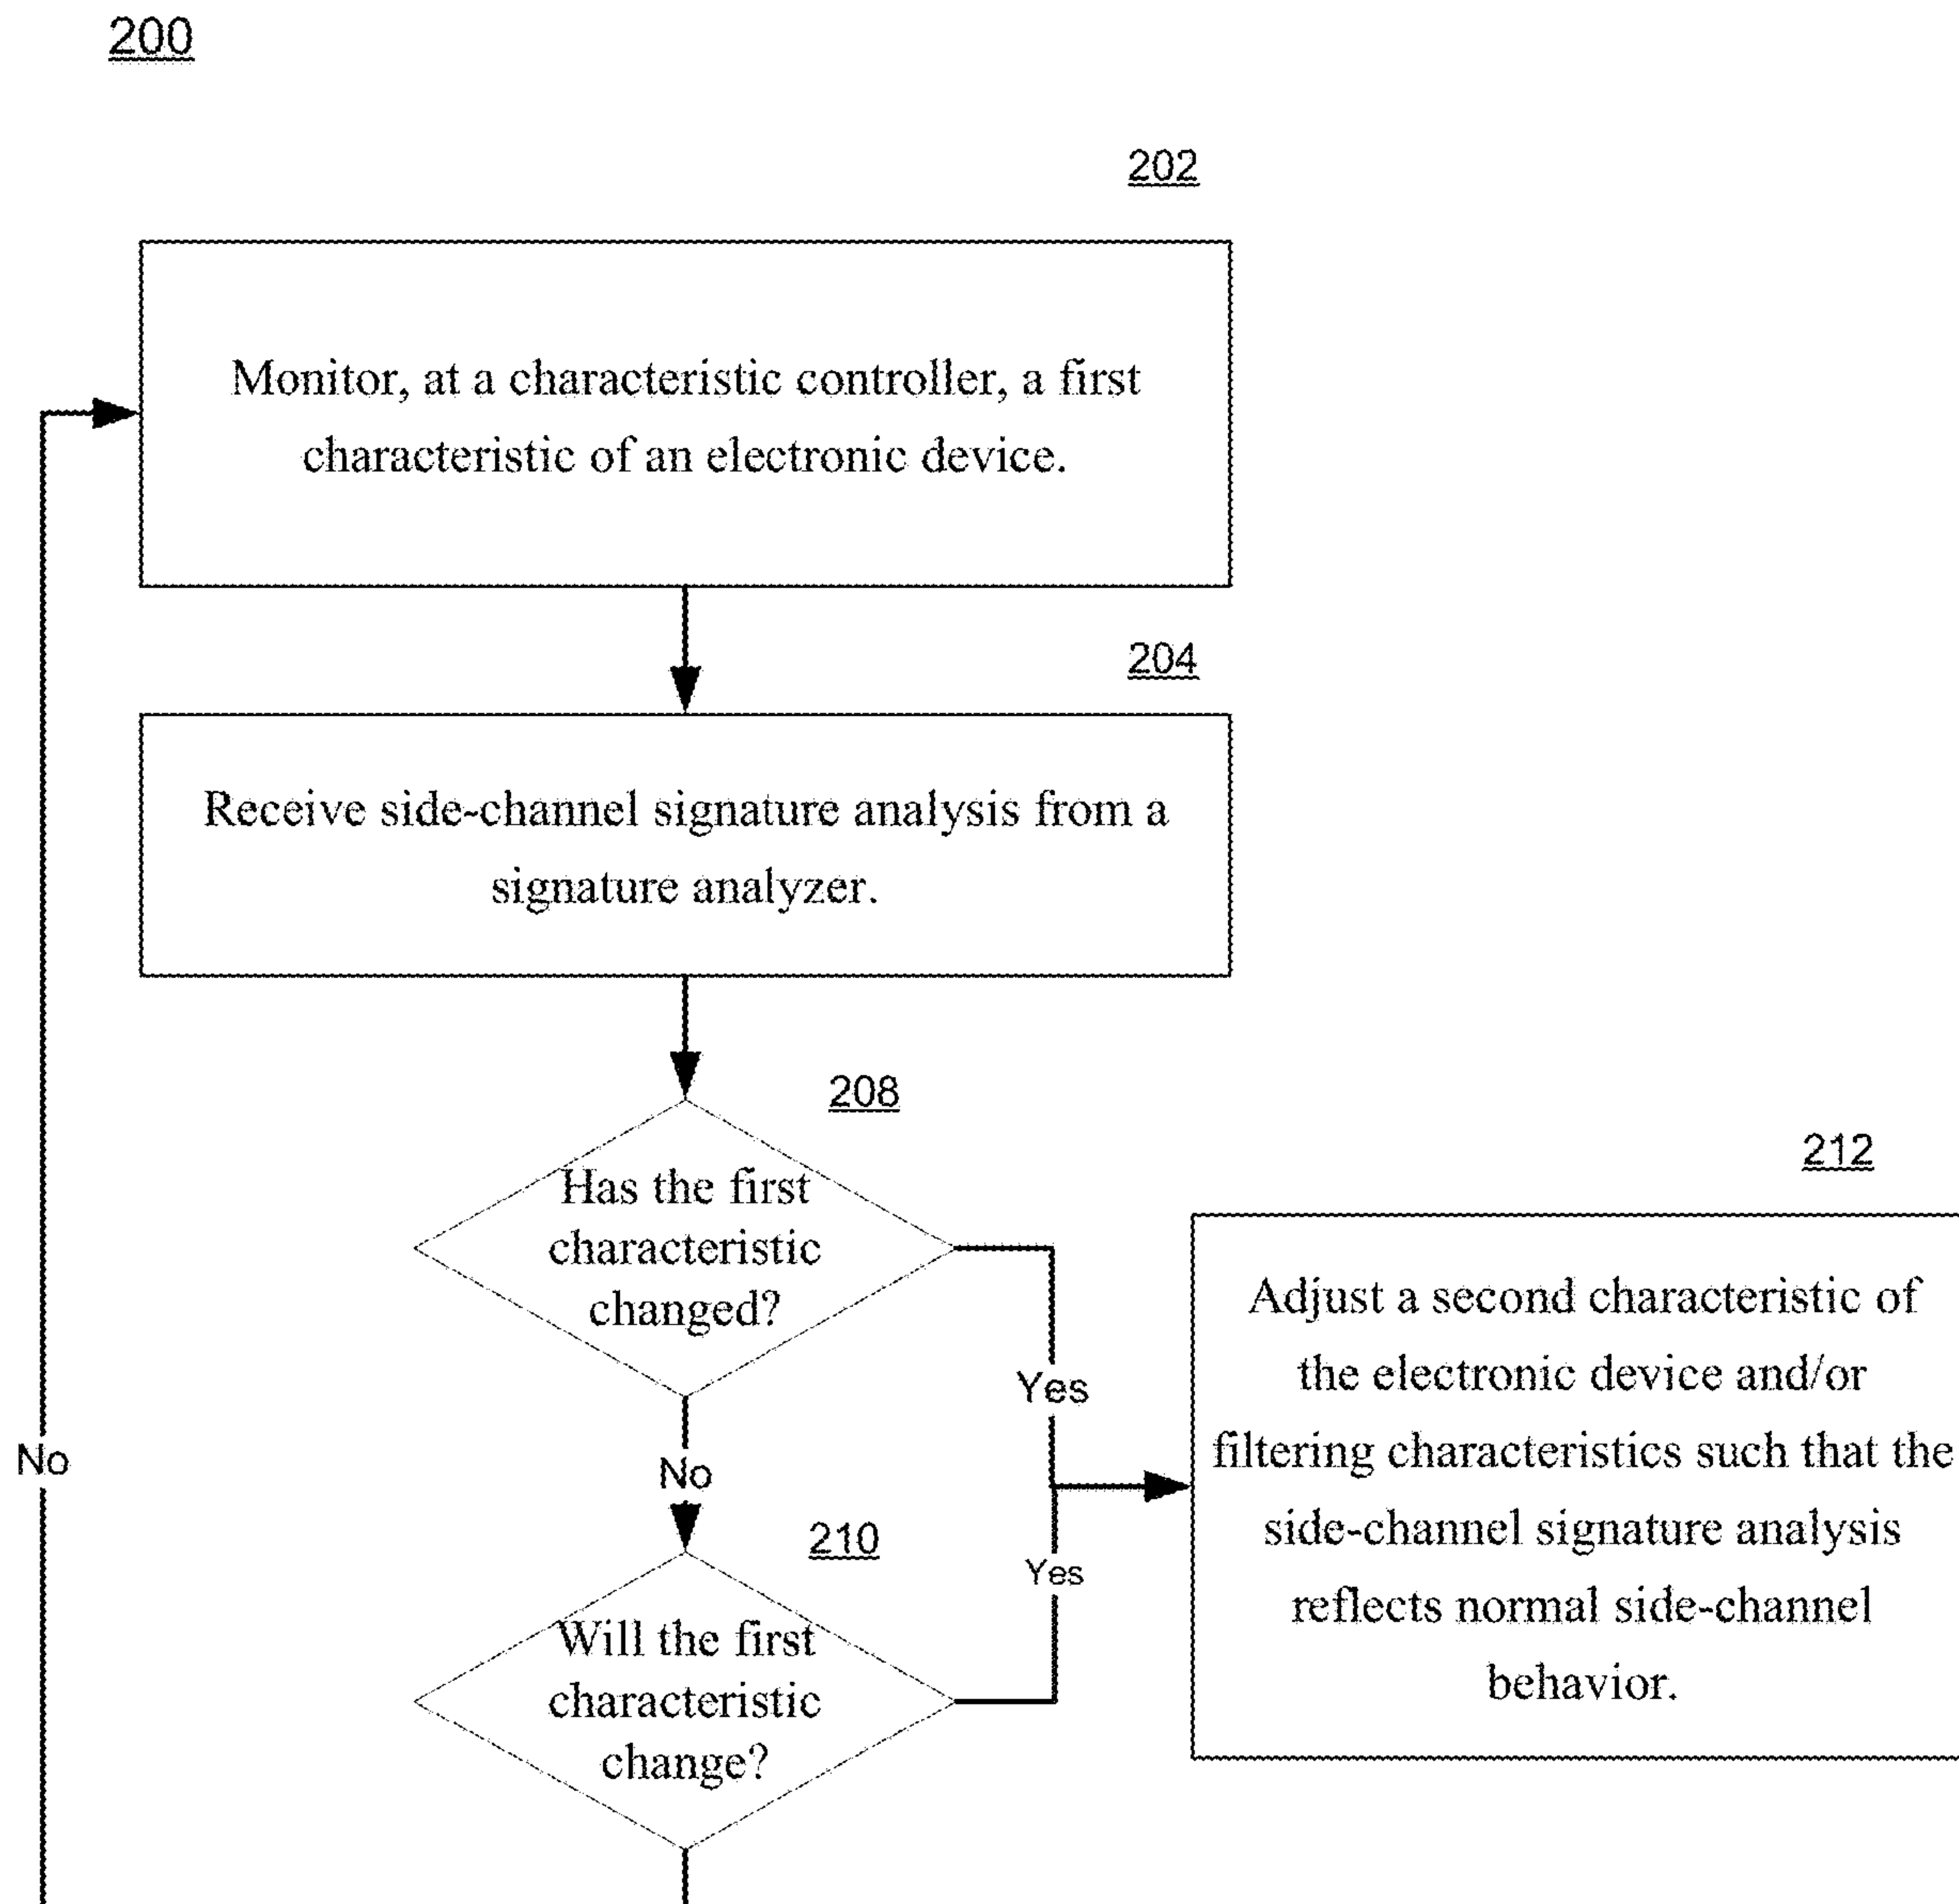 200
202
Monitor, at a characteristic controller, a first
characteristic of an electronic device.
204
Receive side-channel signature analysis from a
signature analyzer.
208
Has the first
characteristic
changed?
Yes
No
212
Adjust a second characteristic of
the electronic device and/or
filtering characteristics such that the
side-channel signature analysis
reflects normal side-channel
behavior.
210
Will the first
characteristic
change?
Yes
No